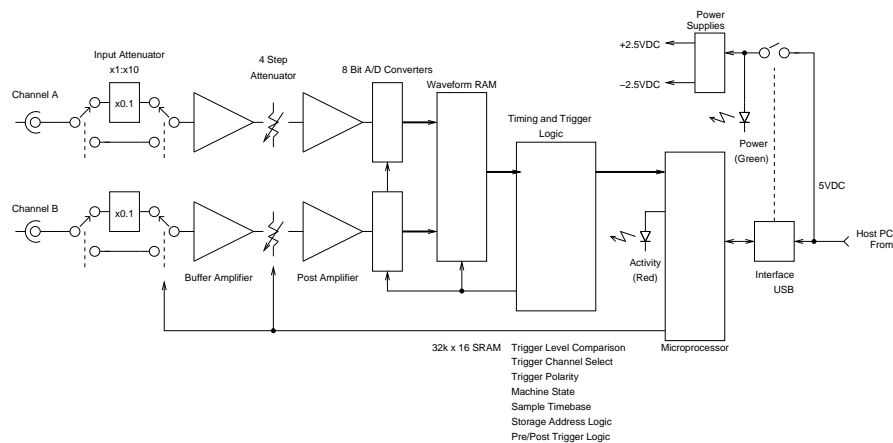 Power
Supplies
+2.5VDC
−2.5VDC
Input Attenuator
x1:x10
4 Step
Attenuator
8 Bit A/D Converters
Waveform RAM
Channel A
x0.1
Timing and Trigger
Logic
Power
(Green)
5VDC
Channel B
x0.1
Host PC
From
Activity
(Red)
Interface
USB
Buffer Amplifier
Post Amplifier
32k x 16 SRAM
Microprocessor
Trigger Level Comparison
Trigger Channel Select
Trigger Polarity
Machine State
Sample Timebase
Storage Address Logic
Pre/Post Trigger Logic